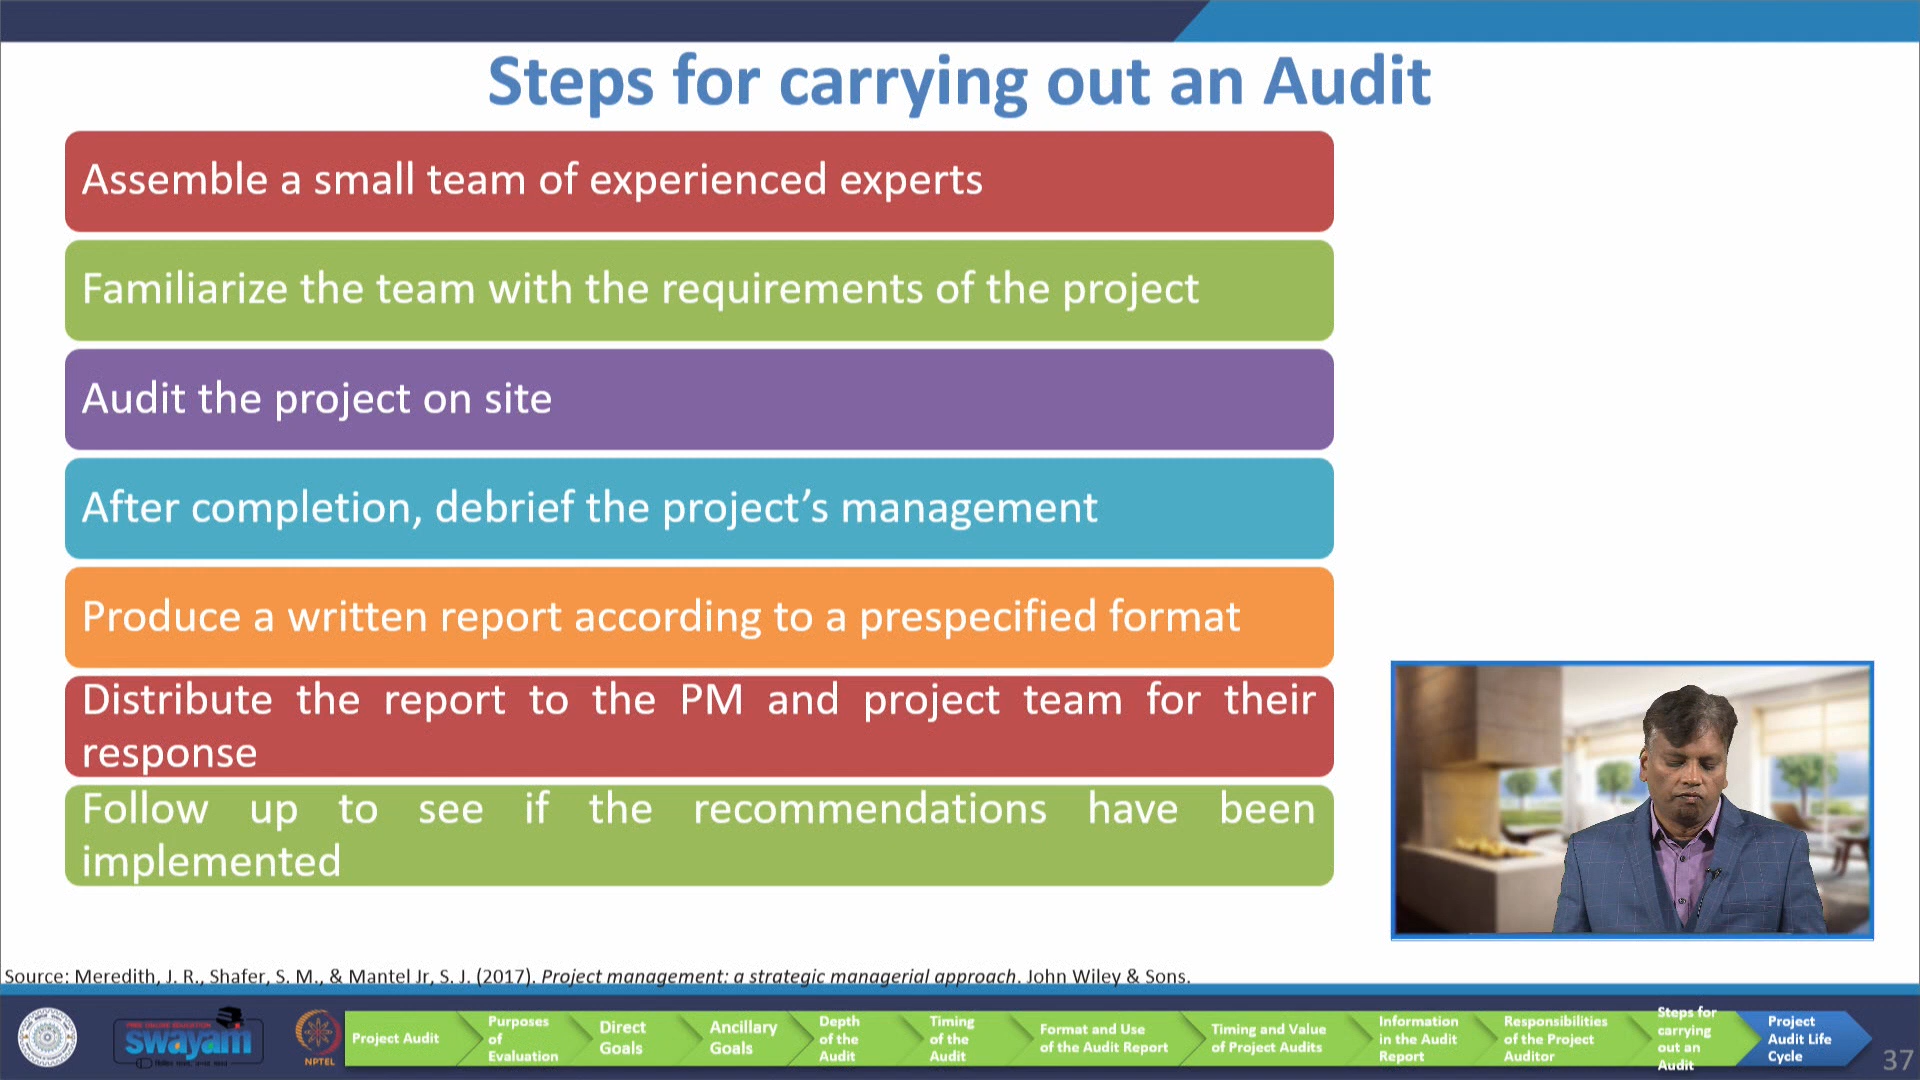 Steps for carrying out an Audit
Assemble a small team of experienced experts
Familiarize the team with the requirements of the project
Audit the project on site
After completion, debrief the project’s management
Produce a written report according to a prespecified format
Distribute the report to the PM and project team for their
response
Follow up to see if the recommendations have been
implemented
Source: Meredith, J. R., Shafer, S. M., & Mantel Jr, S. J. (2017). Project management: a strategic managerial approach. John Wiley & Sons.
FREE ONLINE EDUCATION
swayam
NPTEL
Project Audit
Purposes
of
Evaluation
Direct
Goals
Ancillary
Goals
Depth
of the
Audit
Timing
of the
Audit
Format and Use
of the Audit Report
Timing and Value
of Project Audits
Information
in the Audit
Report
Responsibilities
of the Project
Auditor
Steps for
carrying
out an
Audit
Project
Audit Life
Cycle
37